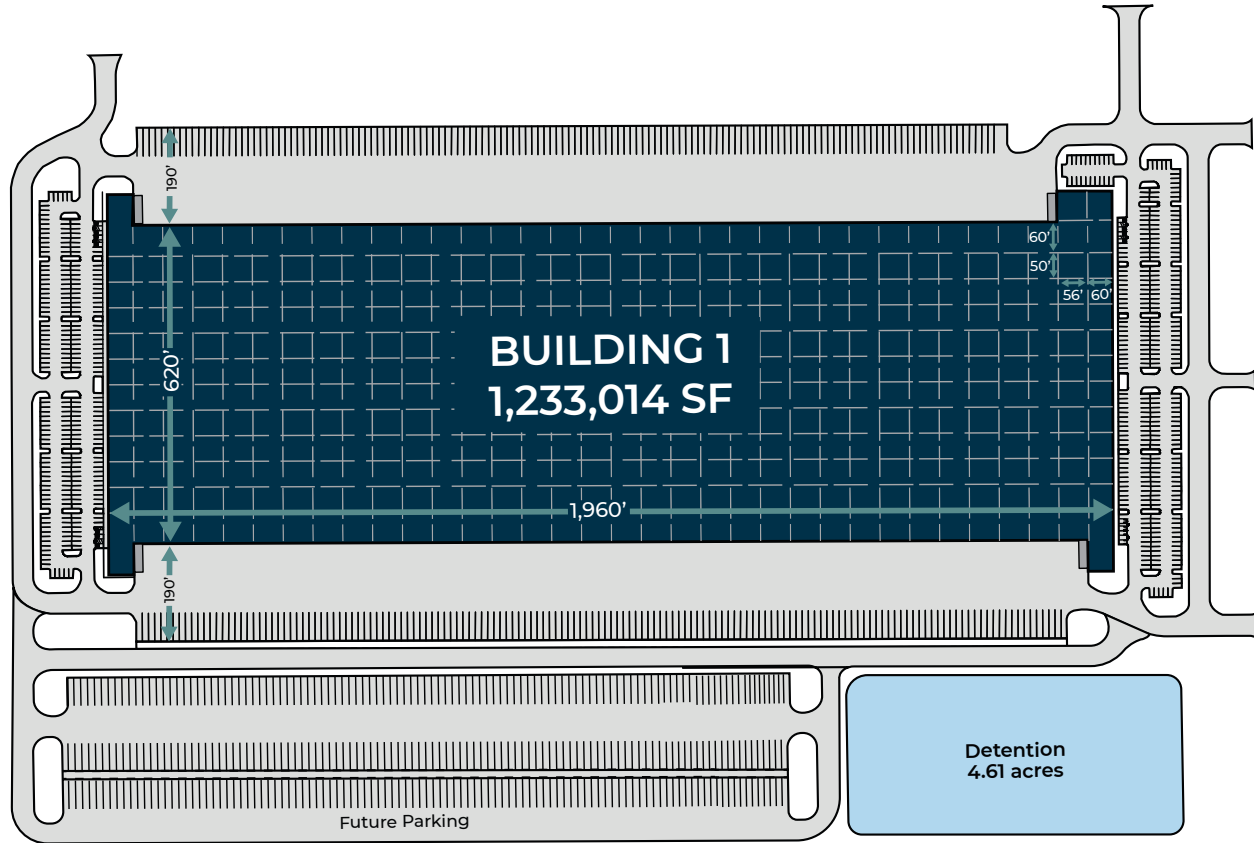 190'
60'
50'
56' 60'
BUILDING 1
1,233,014 SF
620'
1,960'
190'
Detention
4.61 acres
Future Parking